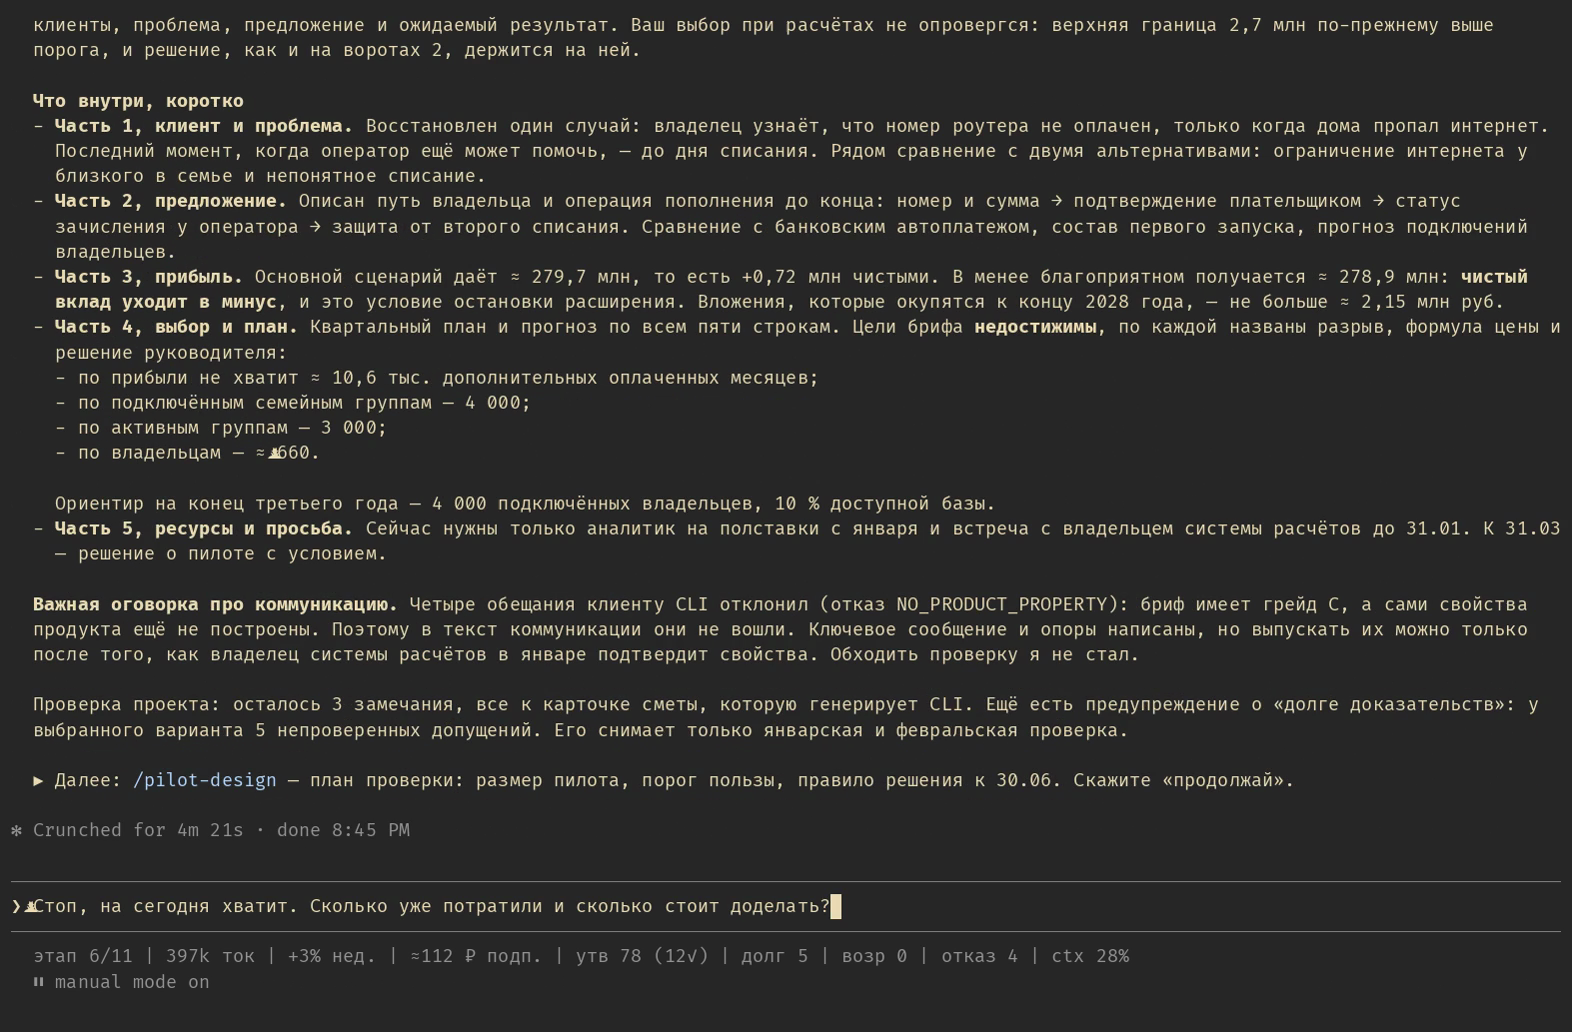 клиенты, проблема, предложение и ожидаемый результат. Ваш выбор при расчётах не опровергся: верхняя граница 2,7 млн по-прежнему выше
порога, и решение, как и на воротах 2, держится на ней.
Что внутри, коротко
- Часть 1, клиент и проблема. Восстановлен один случай: владелец узнаёт, что номер роутера не оплачен, только когда дома пропал интернет.
Последний момент, когда оператор ещё может помочь, — до дня списания. Рядом сравнение с двумя альтернативами: ограничение интернета у
близкого в семье и непонятное списание.
- Часть 2, предложение. Описан путь владельца и операция пополнения до конца: номер и сумма → подтверждение плательщиком → статус
зачисления у оператора → защита от второго списания. Сравнение с банковским автоплатежом, состав первого запуска, прогноз подключений
владельцев.
- Часть 3, прибыль. Основной сценарий даёт ≈ 279,7 млн, то есть +0,72 млн чистыми. В менее благоприятном получается ≈ 278,9 млн: чистый
вклад уходит в минус, и это условие остановки расширения. Вложения, которые окупятся к концу 2028 года, — не больше ≈ 2,15 млн руб.
- Часть 4, выбор и план. Квартальный план и прогноз по всем пяти строкам. Цели брифа недостижимы, по каждой названы разрыв, формула цены и
решение руководителя:
- по прибыли не хватит ≈ 10,6 тыс. дополнительных оплаченных месяцев;
- по подключённым семейным группам — 4 000;
- по активным группам — 3 000;
- по владельцам — ≈ 660.
Ориентир на конец третьего года — 4 000 подключённых владельцев, 10 % доступной базы.
- Часть 5, ресурсы и просьба. Сейчас нужны только аналитик на полставки с января и встреча с владельцем системы расчётов до 31.01. К 31.03
— решение о пилоте с условием.
Важная оговорка про коммуникацию. Четыре обещания клиенту CLI отклонил (отказ NO_PRODUCT_PROPERTY): бриф имеет грейд C, а сами свойства
продукта ещё не построены. Поэтому в текст коммуникации они не вошли. Ключевое сообщение и опоры написаны, но выпускать их можно только
после того, как владелец системы расчётов в январе подтвердит свойства. Обходить проверку я не стал.
Проверка проекта: осталось 3 замечания, все к карточке сметы, которую генерирует CLI. Ещё есть предупреждение о «долге доказательств»: у
выбранного варианта 5 непроверенных допущений. Его снимает только январская и февральская проверка.
▶ Далее: /pilot-design — план проверки: размер пилота, порог пользы, правило решения к 30.06. Скажите «продолжай».
✻ Crunched for 4m 21s · done 8:45 PM
❯ Стоп, на сегодня хватит. Сколько уже потратили и сколько стоит доделать?
этап 6/11 | 397k ток | +3% нед. | ≈112 ₽ подп. | утв 78 (12✓) | долг 5 | возр 0 | отказ 4 | ctx 28%
⏸ manual mode on